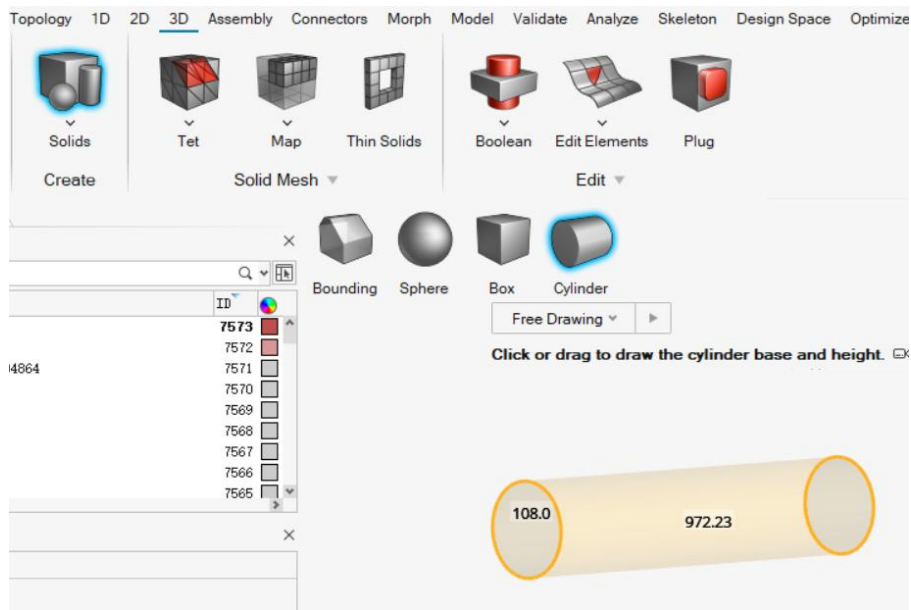 Topology 1D 2D 3D Assembly Connectors Morph Model Validate Analyze Skeleton Design Space Optimize
Solids Tet Map Thin Solids Boolean Edit Elements Plug
Create Solid Mesh Edit
Bounding Sphere Box Cylinder
ID
Free Drawing
7573
7572
Click or drag to draw the cylinder base and height.
04864 7571
7570
7569
7568
7567
7566
7565
108.0
972.23